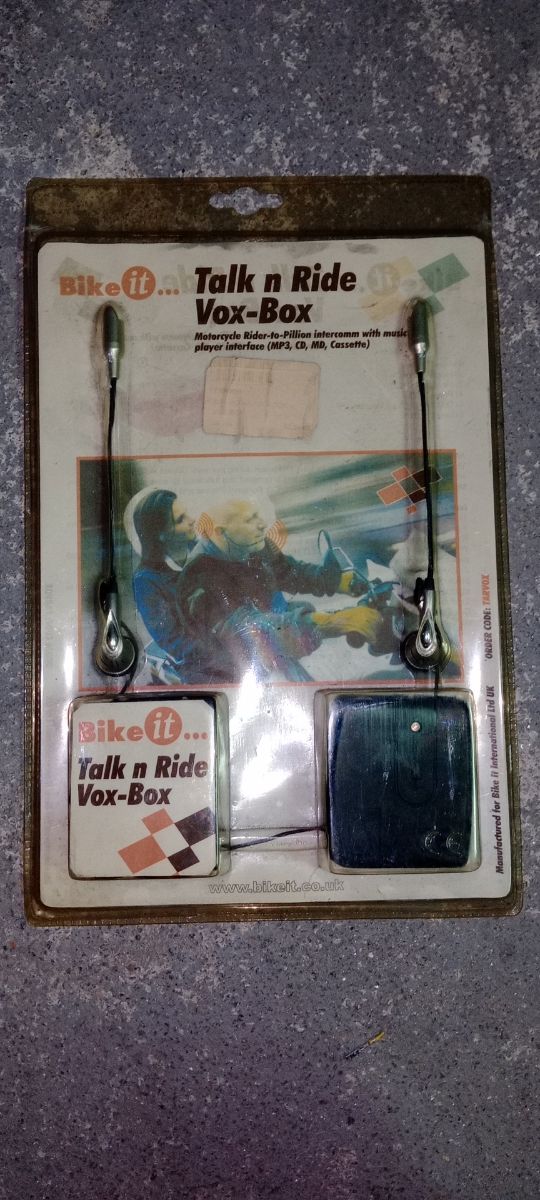 Bike it...
Talk n Ride
Vox-Box
Motorcycle Rider-to-Pillion intercomm with music
player interface (MP3, CD, MD, Cassette)
ORDER CODE: TARVOX
Manufactured for Bike it International Ltd UK
Bike it...
Talk n Ride
Vox-Box
www.bikeit.co.uk